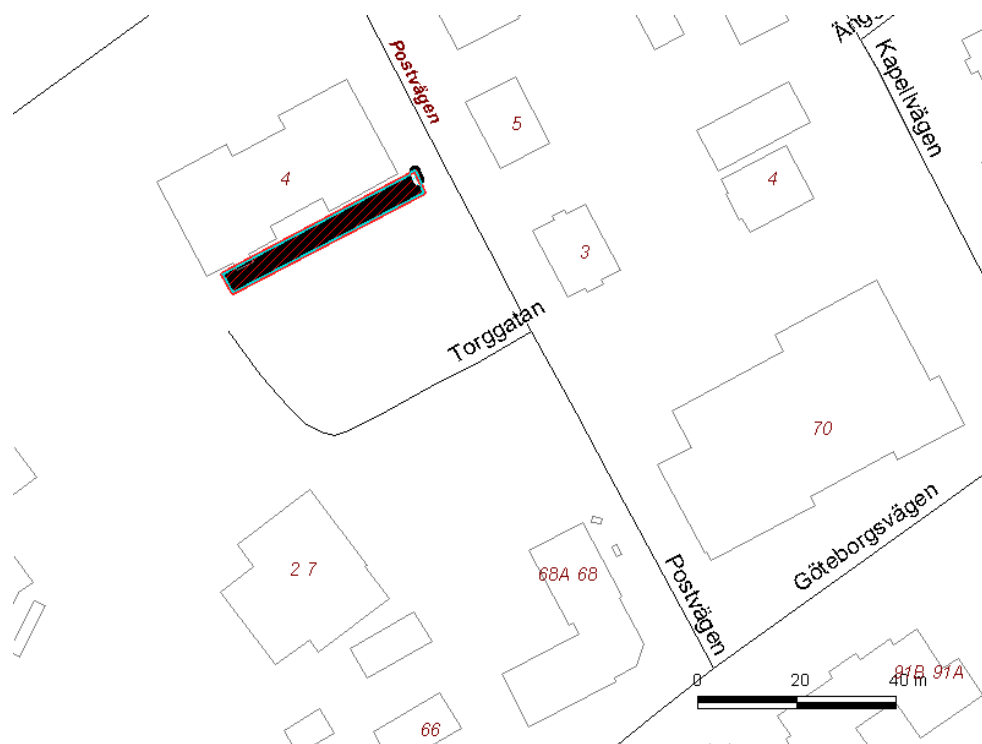 Postvägen
Kapellvägen
5
4
4
3
Torggatan
70
Göteborgsvägen
2 7
68A 68
Postvägen
91B 91A
0 20 40 m
66